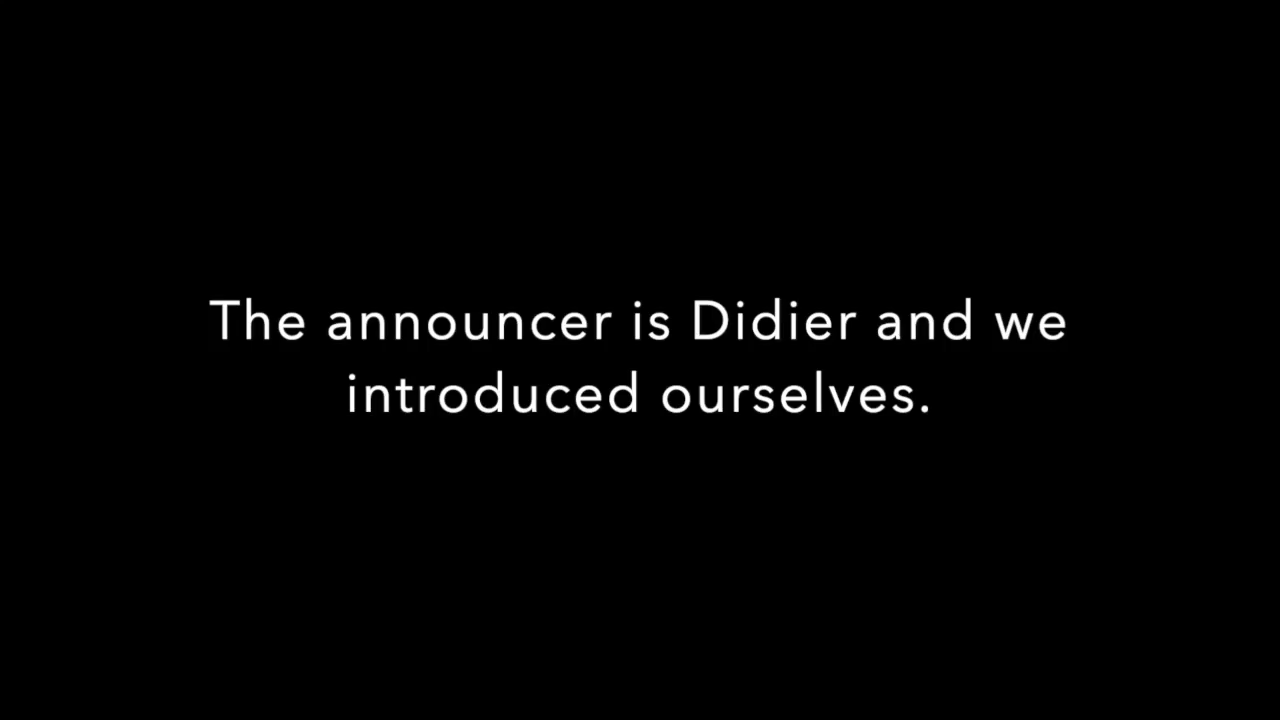 The announcer is Didier and we
introduced ourselves.